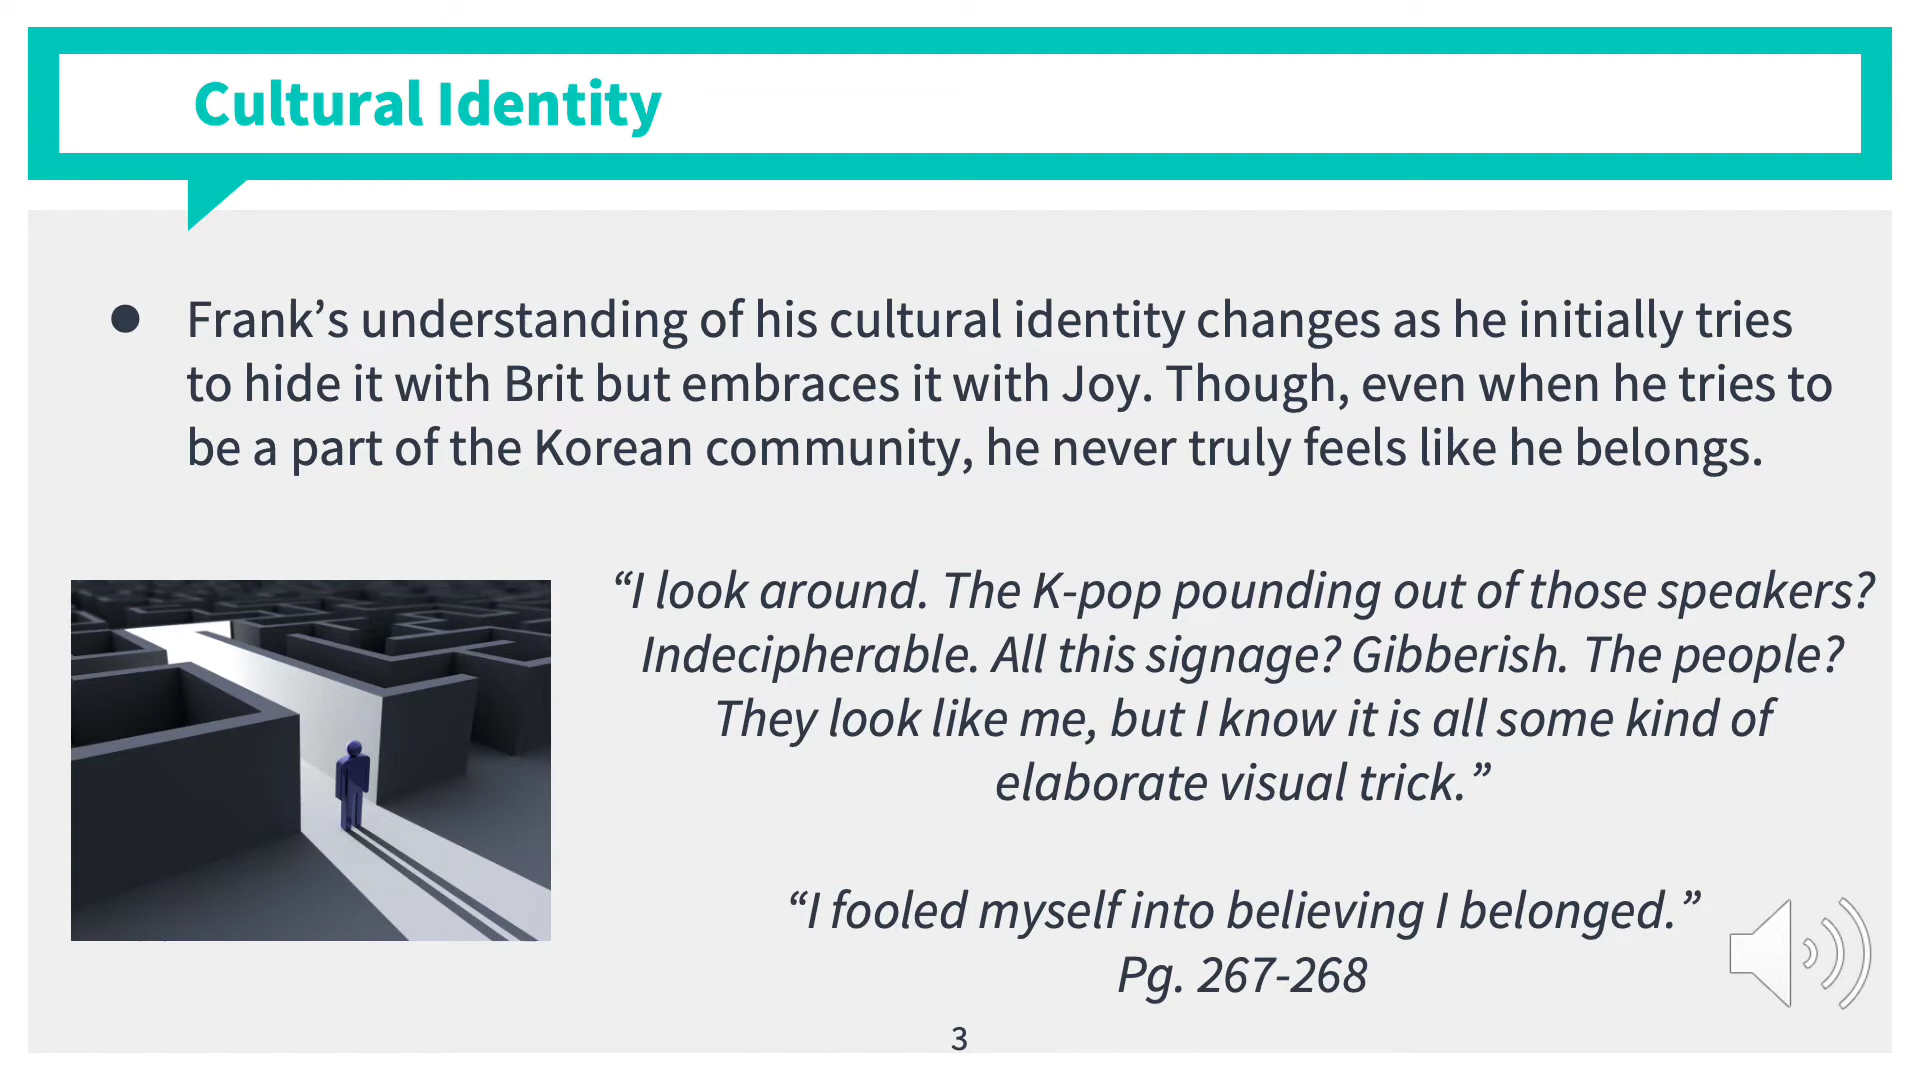 Cultural Identity
● Frank’s understanding of his cultural identity changes as he initially tries
to hide it with Brit but embraces it with Joy. Though, even when he tries to
be a part of the Korean community, he never truly feels like he belongs.
“I look around. The K-pop pounding out of those speakers?
Indecipherable. All this signage? Gibberish. The people?
They look like me, but I know it is all some kind of
elaborate visual trick.”
“I fooled myself into believing I belonged.”
Pg. 267-268
3